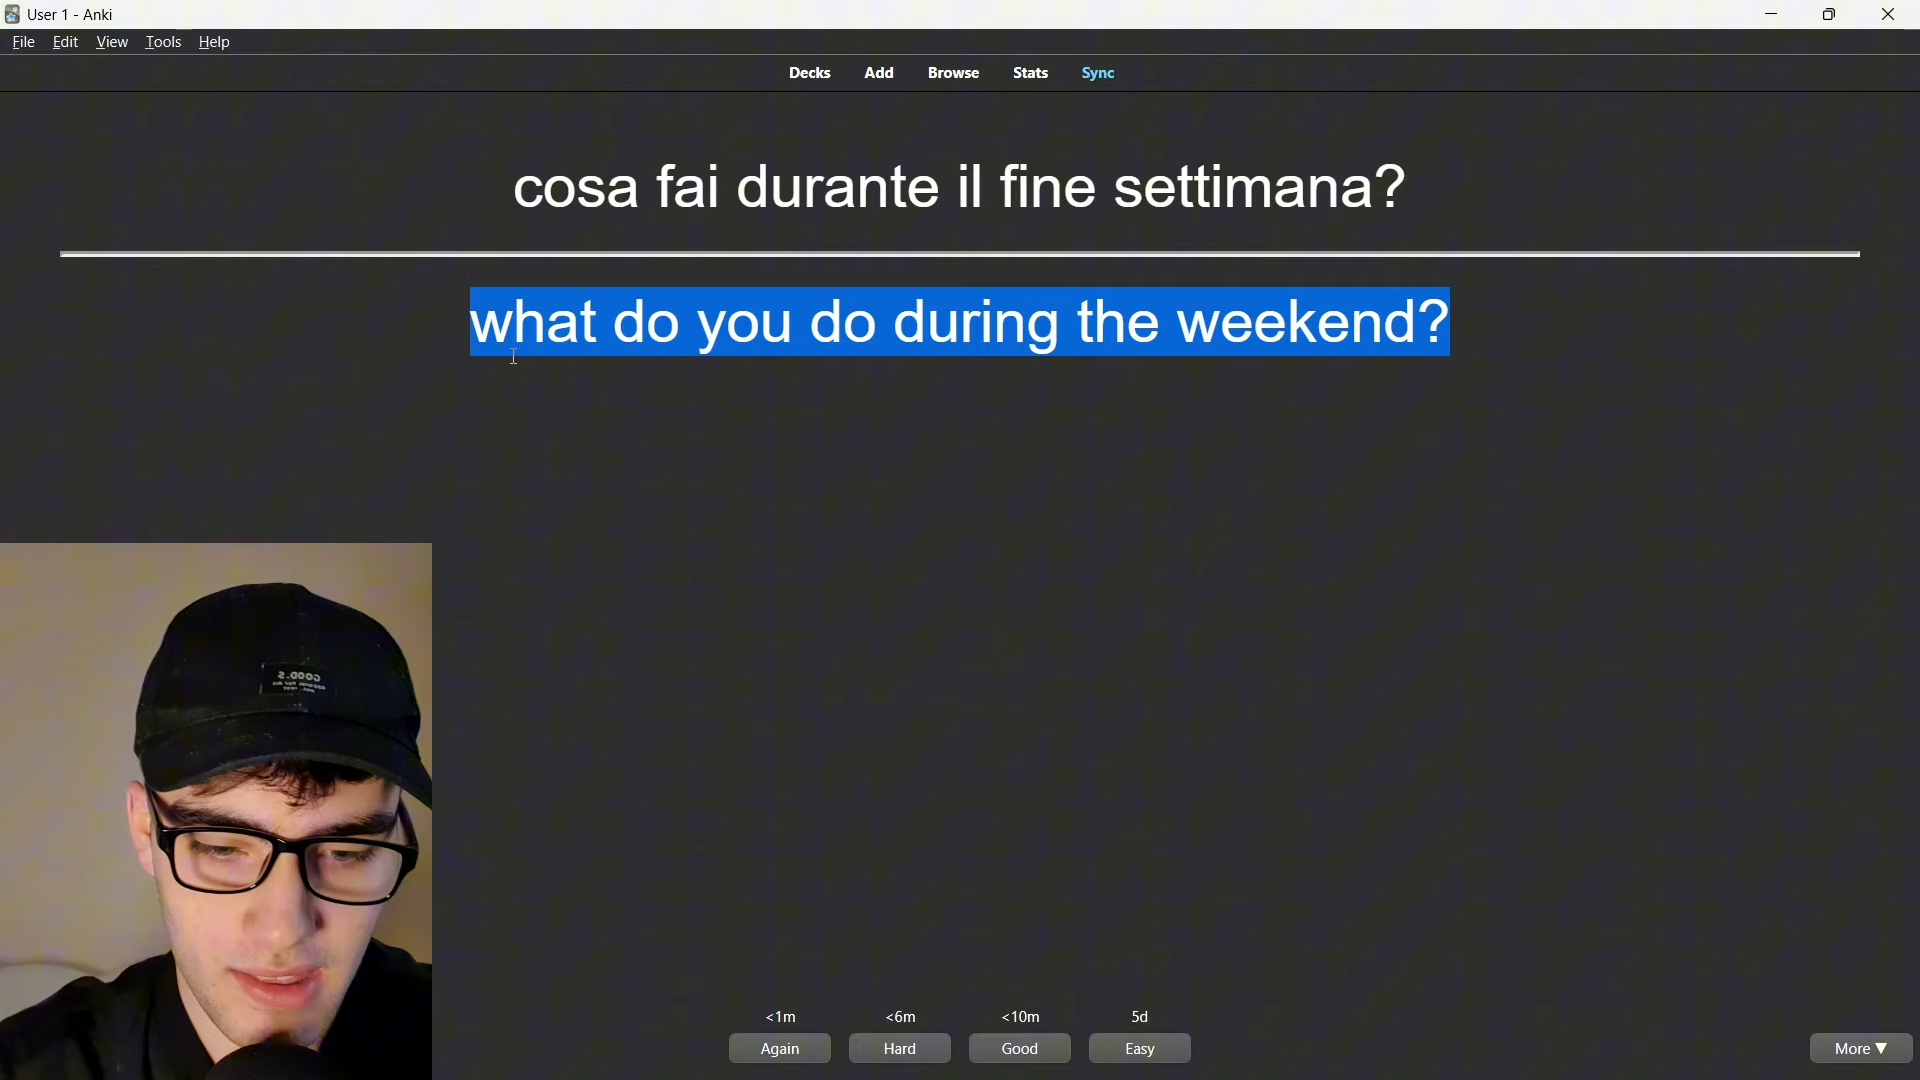 User 1 - Anki
File Edit View Tools Help
Decks Add Browse Stats Sync
cosa fai durante il fine settimana?
what do you do during the weekend?
GOOD.S
<1m <6m <10m 5d
Again Hard Good Easy
More ▼